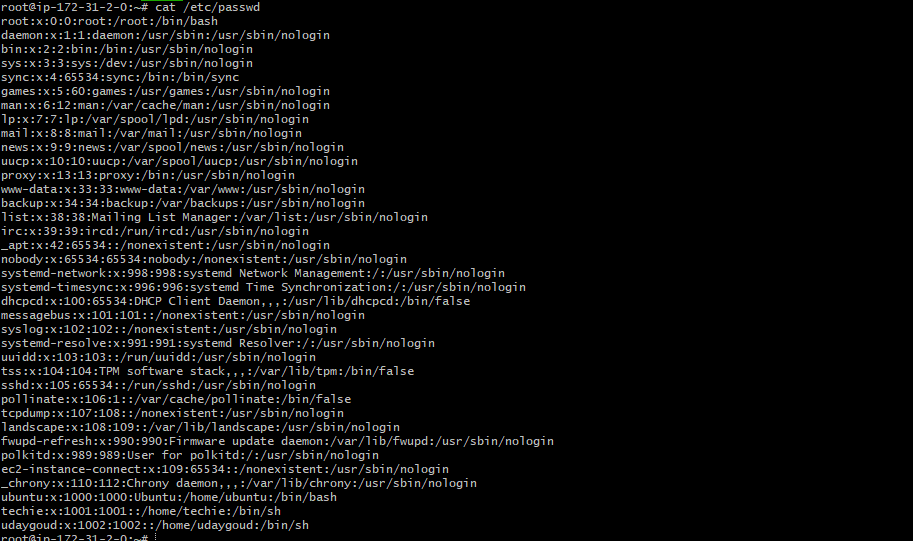 root@ip-172-31-2-0:~# cat /etc/passwd
root:x:0:0:root:/root:/bin/bash
daemon:x:1:1:daemon:/usr/sbin:/usr/sbin/nologin
bin:x:2:2:bin:/bin:/usr/sbin/nologin
sys:x:3:3:sys:/dev:/usr/sbin/nologin
sync:x:4:65534:sync:/bin:/bin/sync
games:x:5:60:games:/usr/games:/usr/sbin/nologin
man:x:6:12:man:/var/cache/man:/usr/sbin/nologin
lp:x:7:7:lp:/var/spool/lpd:/usr/sbin/nologin
mail:x:8:8:mail:/var/mail:/usr/sbin/nologin
news:x:9:9:news:/var/spool/news:/usr/sbin/nologin
uucp:x:10:10:uucp:/var/spool/uucp:/usr/sbin/nologin
proxy:x:13:13:proxy:/bin:/usr/sbin/nologin
www-data:x:33:33:www-data:/var/www:/usr/sbin/nologin
backup:x:34:34:backup:/var/backups:/usr/sbin/nologin
list:x:38:38:Mailing List Manager:/var/list:/usr/sbin/nologin
irc:x:39:39:ircd:/run/ircd:/usr/sbin/nologin
_apt:x:42:65534::/nonexistent:/usr/sbin/nologin
nobody:x:65534:65534:nobody:/nonexistent:/usr/sbin/nologin
systemd-network:x:998:998:systemd Network Management:/:/usr/sbin/nologin
systemd-timesync:x:996:996:systemd Time Synchronization:/:/usr/sbin/nologin
dhcpcd:x:100:65534:DHCP Client Daemon,,,:/usr/lib/dhcpcd:/bin/false
messagebus:x:101:101::/nonexistent:/usr/sbin/nologin
syslog:x:102:102::/nonexistent:/usr/sbin/nologin
systemd-resolve:x:991:991:systemd Resolver:/:/usr/sbin/nologin
uuidd:x:103:103::/run/uuidd:/usr/sbin/nologin
tss:x:104:104:TPM software stack,,,:/var/lib/tpm:/bin/false
sshd:x:105:65534::/run/sshd:/usr/sbin/nologin
pollinate:x:106:1::/var/cache/pollinate:/bin/false
tcpdump:x:107:108::/nonexistent:/usr/sbin/nologin
landscape:x:108:109::/var/lib/landscape:/usr/sbin/nologin
fwupd-refresh:x:990:990:Firmware update daemon:/var/lib/fwupd:/usr/sbin/nologin
polkitd:x:989:989:User for polkitd:/:/usr/sbin/nologin
ec2-instance-connect:x:109:65534::/nonexistent:/usr/sbin/nologin
_chrony:x:110:112:Chrony daemon,,,:/var/lib/chrony:/usr/sbin/nologin
ubuntu:x:1000:1000:Ubuntu:/home/ubuntu:/bin/bash
techie:x:1001:1001::/home/techie:/bin/sh
udaygoud:x:1002:1002::/home/udaygoud:/bin/sh
root@ip-172-31-2-0:~#